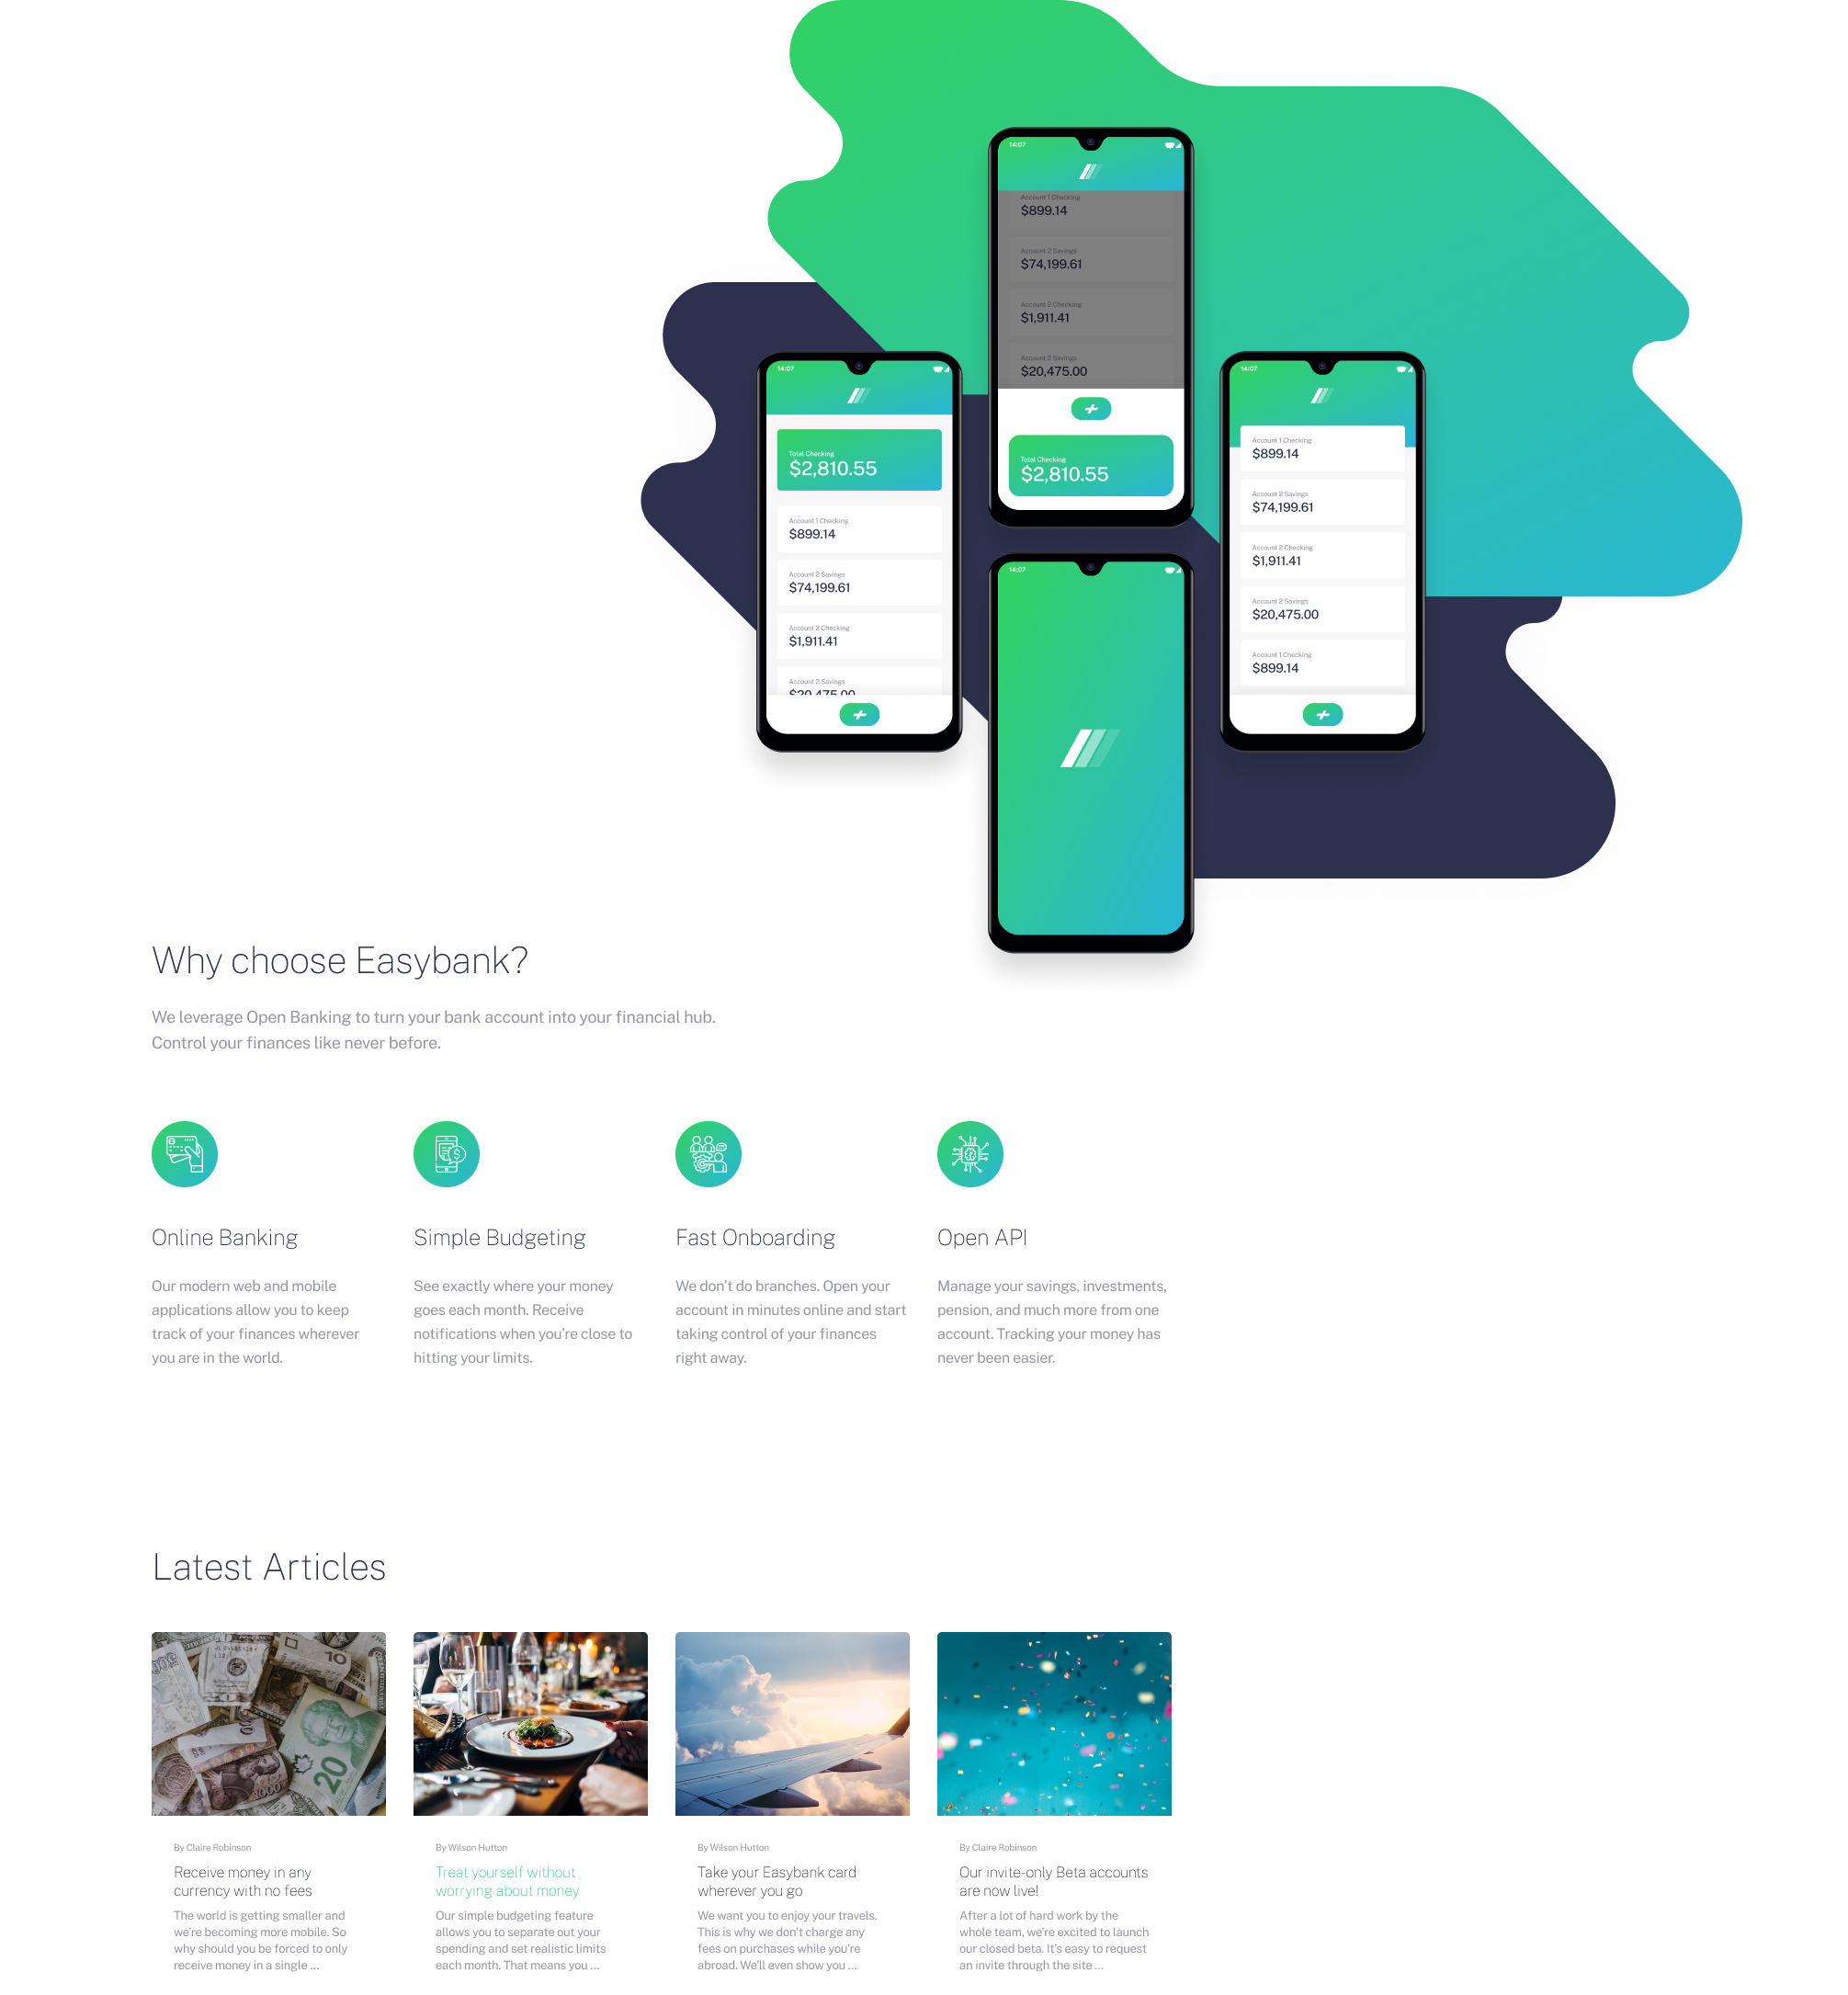 14:07
Account 1 Checking
$899.14
Account 2 Savings
$74,199.61
Account 2 Checking
$1,911.41
Account 2 Savings
$20,475.00
Total Checking
$2,810.55
14:07
Total Checking
$2,810.55
Account 1 Checking
$899.14
Account 2 Savings
$74,199.61
Account 2 Checking
$1,911.41
Account 2 Savings
$20,475.00
14:07
Account 1 Checking
$899.14
Account 2 Savings
$74,199.61
Account 2 Checking
$1,911.41
Account 2 Savings
$20,475.00
Account 1 Checking
$899.14
14:07
Why choose Easybank?
We leverage Open Banking to turn your bank account into your financial hub.
Control your finances like never before.
Online Banking
Our modern web and mobile
applications allow you to keep
track of your finances wherever
you are in the world.
Simple Budgeting
See exactly where your money
goes each month. Receive
notifications when you're close to
hitting your limits.
Fast Onboarding
We don't do branches. Open your
account in minutes online and start
taking control of your finances
right away.
Open API
Manage your savings, investments,
pension, and much more from one
account. Tracking your money has
never been easier.
Latest Articles
10
20
1000
By Claire Robinson
Receive money in any
currency with no fees
The world is getting smaller and
we're becoming more mobile. So
why should you be forced to only
receive money in a single ...
By Wilson Hutton
Treat yourself without
worrying about money
Our simple budgeting feature
allows you to separate out your
spending and set realistic limits
each month. That means you ...
By Wilson Hutton
Take your Easybank card
wherever you go
We want you to enjoy your travels.
This is why we don't charge any
fees on purchases while you're
abroad. We'll even show you ...
By Claire Robinson
Our invite-only Beta accounts
are now live!
After a lot of hard work by the
whole team, we're excited to launch
our closed beta. It's easy to request
an invite through the site ...